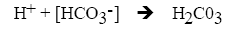 H⁺ + [HCO3⁻] → H2C03